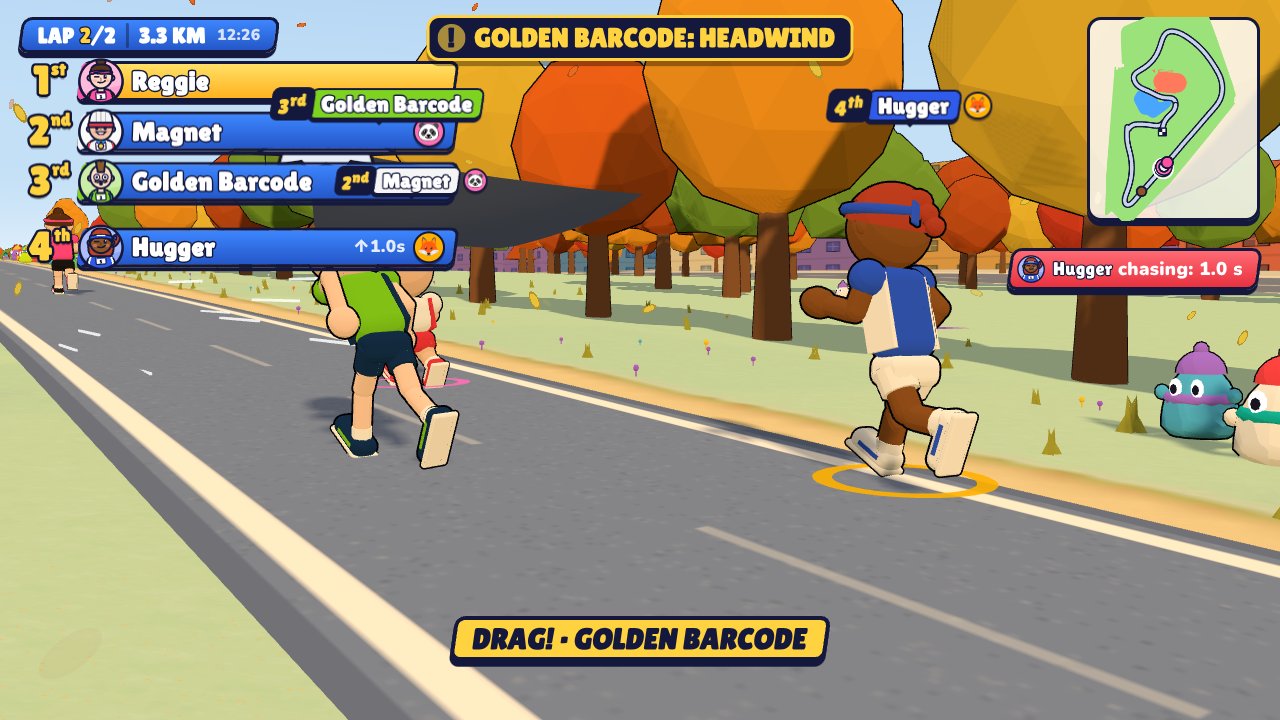 LAP 2/2 3.3 KM 12:26
! GOLDEN BARCODE: HEADWIND
1st Reggie
3rd Golden Barcode
2nd Magnet
3rd Golden Barcode
2nd Magnet
4th Hugger ↑1.0s
4th Hugger
Hugger chasing: 1.0 s
DRAG! · GOLDEN BARCODE